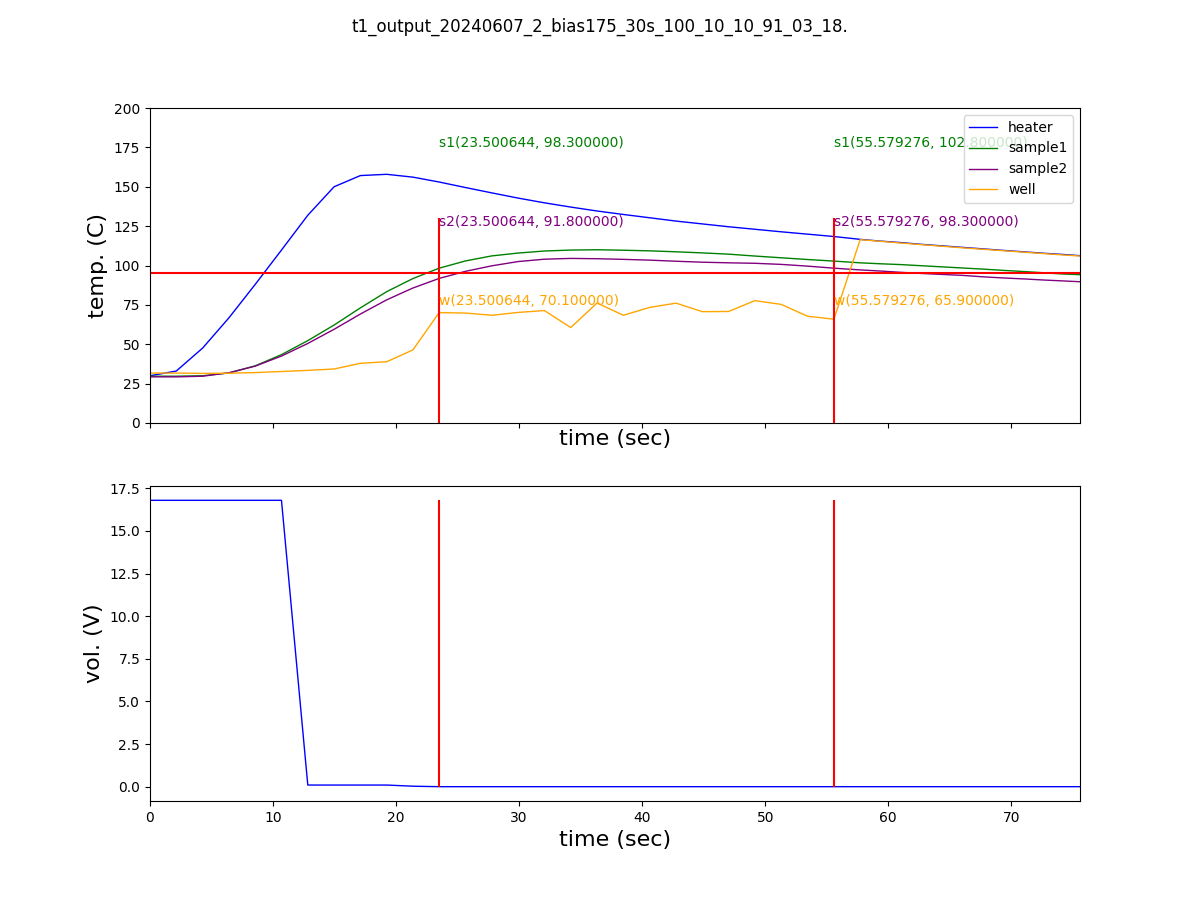 t1_output_20240607_2_bias175_30s_100_10_10_91_03_18.
200
175
150
125
100
75
50
25
0
temp. (C)
s1(23.500644, 98.300000)
s1(55.579276, 102.800000)
s2(23.500644, 91.800000)
s2(55.579276, 98.300000)
w(23.500644, 70.100000)
w(55.579276, 65.900000)
heater
sample1
sample2
well
time (sec)
17.5
15.0
12.5
10.0
7.5
5.0
2.5
0.0
vol. (V)
0 10 20 30 40 50 60 70
time (sec)